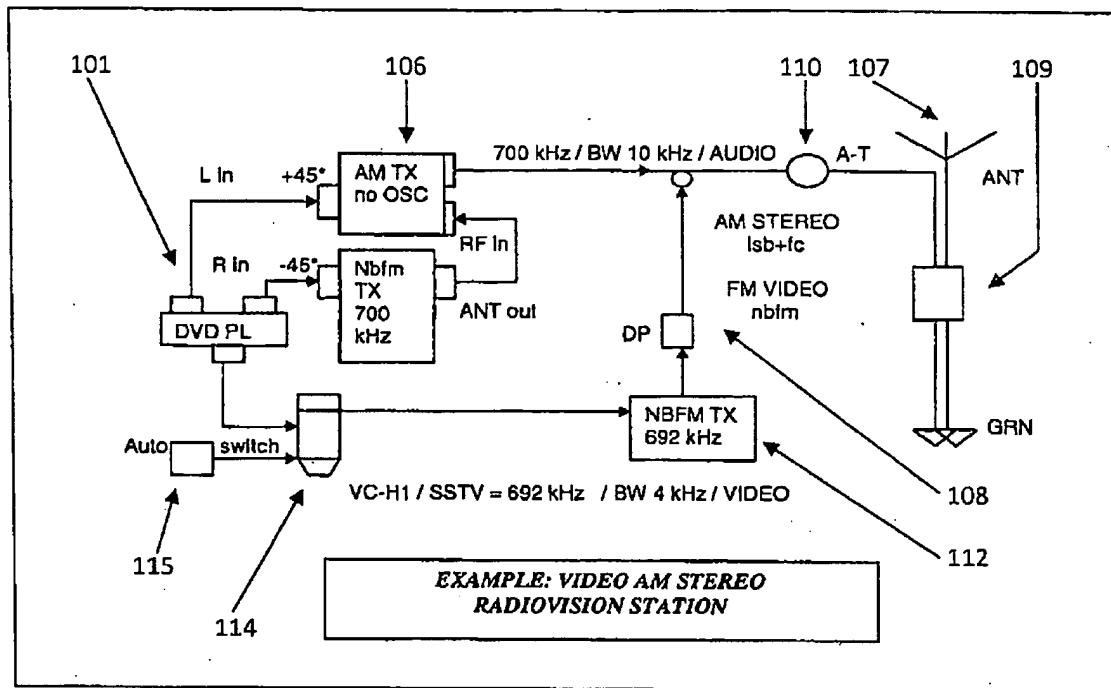 101
106
110
107
109
L in
+45°
AM TX
no OSC
700 kHz / BW 10 kHz / AUDIO
A-T
ANT
R in
-45°
Nbfm
TX
700
kHz
RF in
ANT out
AM STEREO
lsb+fc
FM VIDEO
nbfm
DVD PL
DP
NBFM TX
692 kHz
GRN
Auto
switch
VC-H1 / SSTV = 692 kHz / BW 4 kHz / VIDEO
108
115
114
112
EXAMPLE: VIDEO AM STEREO
RADIOVISION STATION